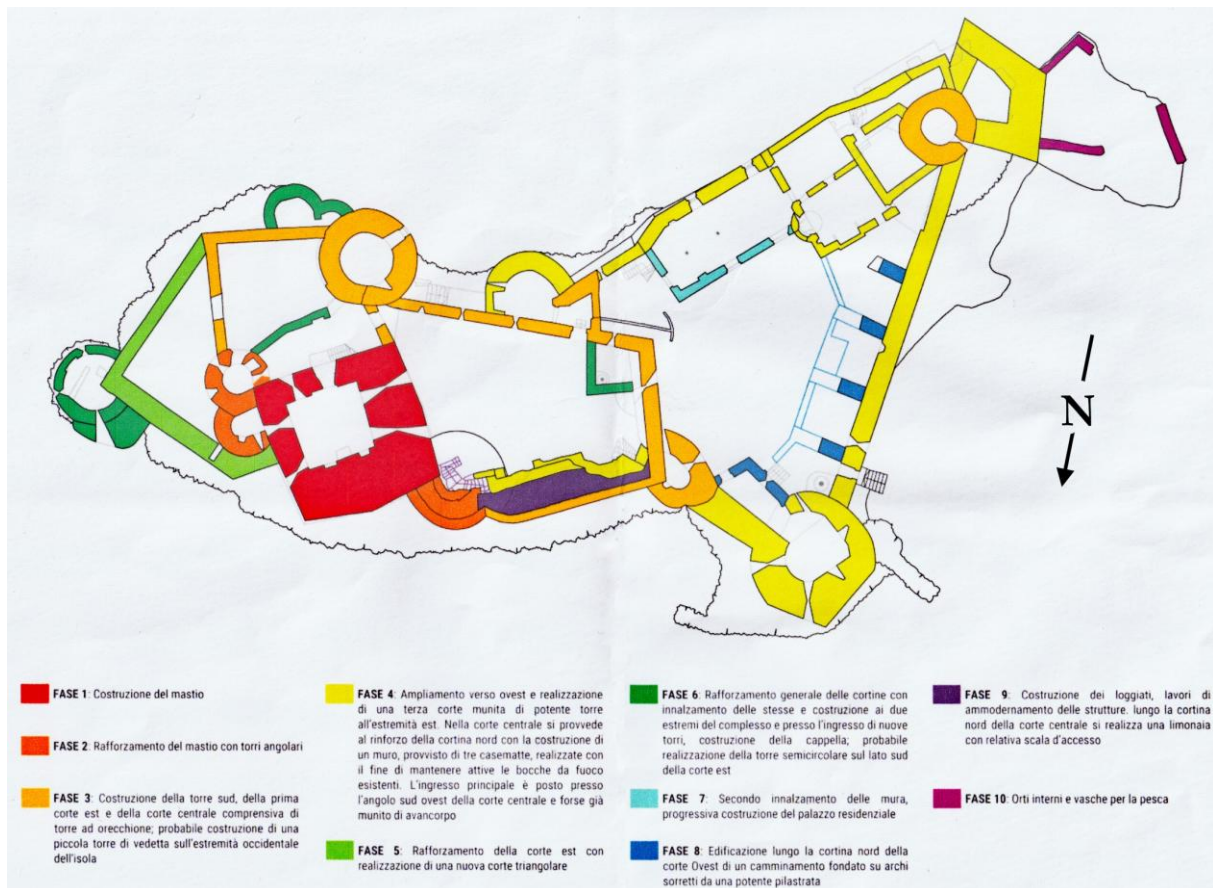 N
FASE 1: Costruzione del mastio
FASE 2: Rafforzamento del mastio con torri angolari
FASE 3: Costruzione della torre sud, della prima
corte est e della corte centrale comprensiva di
torre ad orecchione; probabile costruzione di una
piccola torre di vedetta sull'estremità occidentale
dell'isola
FASE 4: Ampliamento verso ovest e realizzazione
di una terza corte munita di potente torre
all'estremità est. Nella corte centrale si provvede
al rinforzo della cortina nord con la costruzione di
un muro, provvisto di tre casematte, realizzate con
il fine di mantenere attive le bocche da fuoco
esistenti. L'ingresso principale è posto presso
l'angolo sud ovest della corte centrale e forse già
munito di avancorpo
FASE 5: Rafforzamento della corte est con
realizzazione di una nuova corte triangolare
FASE 6: Rafforzamento generale delle cortine con
innalzamento delle stesse e costruzione ai due
estremi del complesso e presso l'ingresso di nuove
torri, costruzione della cappella; probabile
realizzazione della torre semicircolare sul lato sud
della corte est
FASE 7: Secondo innalzamento delle mura,
progressiva costruzione del palazzo residenziale
FASE 8: Edificazione lungo la cortina nord della
corte Ovest di un camminamento fondato su archi
sorretti da una potente pilastrata
FASE 9: Costruzione dei loggiati, lavori di
ammodernamento delle strutture. lungo la cortina
nord della corte centrale si realizza una limonaia
con relativa scala d'accesso
FASE 10: Orti interni e vasche per la pesca